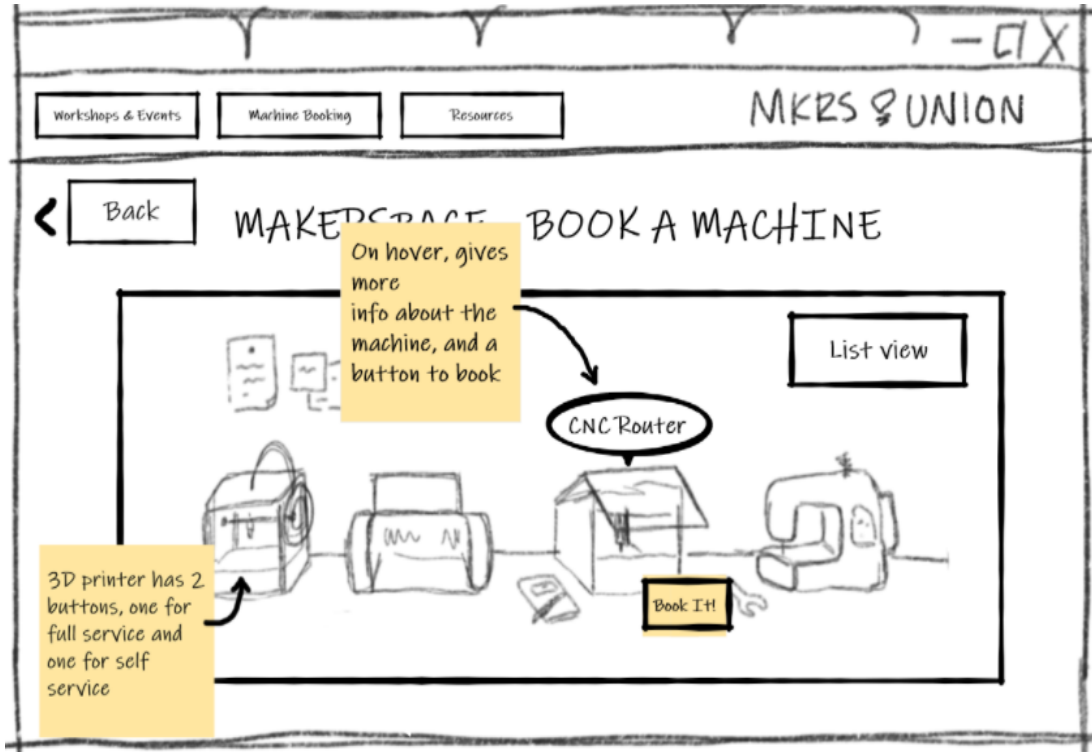 Workshops & Events
Machine Booking
Resources
MKRS & UNION
Back
BOOK A MACHINE
On hover, gives
more
info about the
machine, and a
button to book
List view
CNC Router
3D printer has 2
buttons, one for
full service and
one for self
service
Book It!